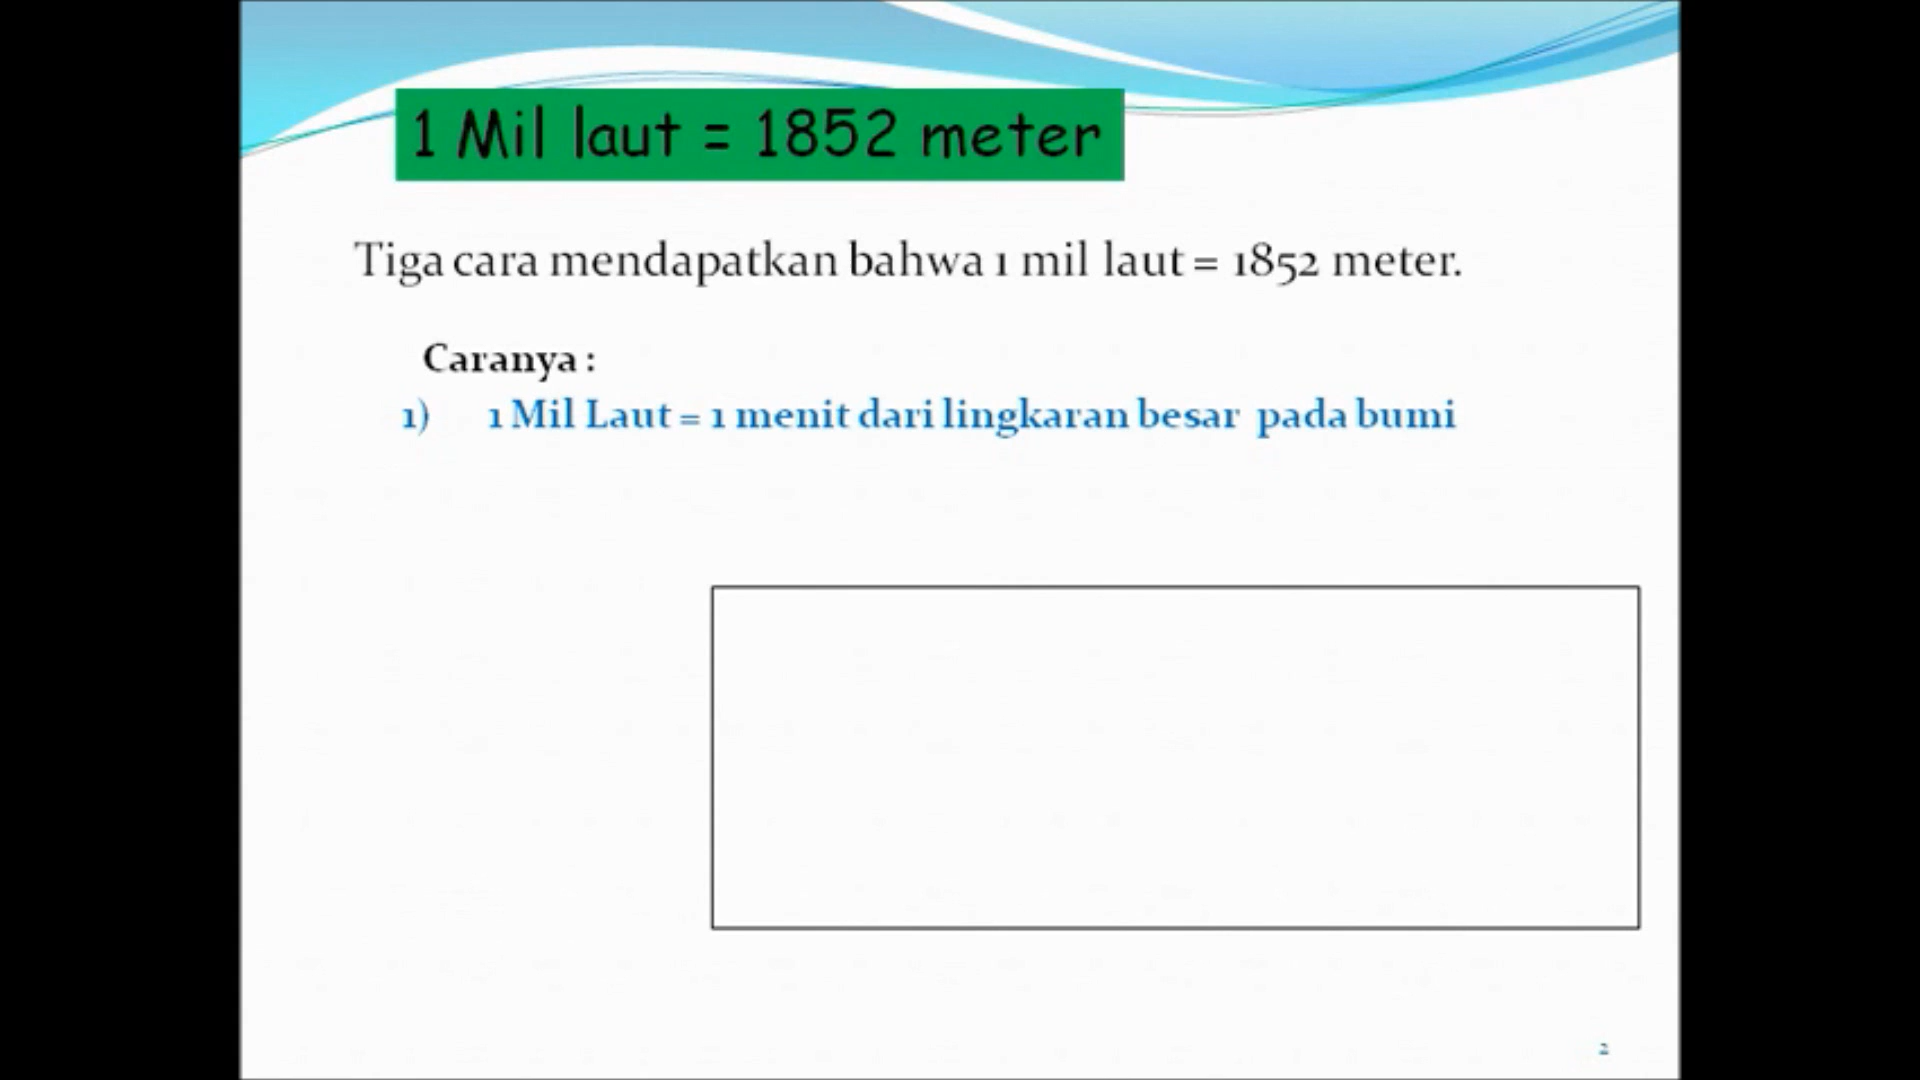 1 Mil laut = 1852 meter
Tiga cara mendapatkan bahwa 1 mil laut = 1852 meter.
Caranya :
1) 1 Mil Laut = 1 menit dari lingkaran besar pada bumi
2